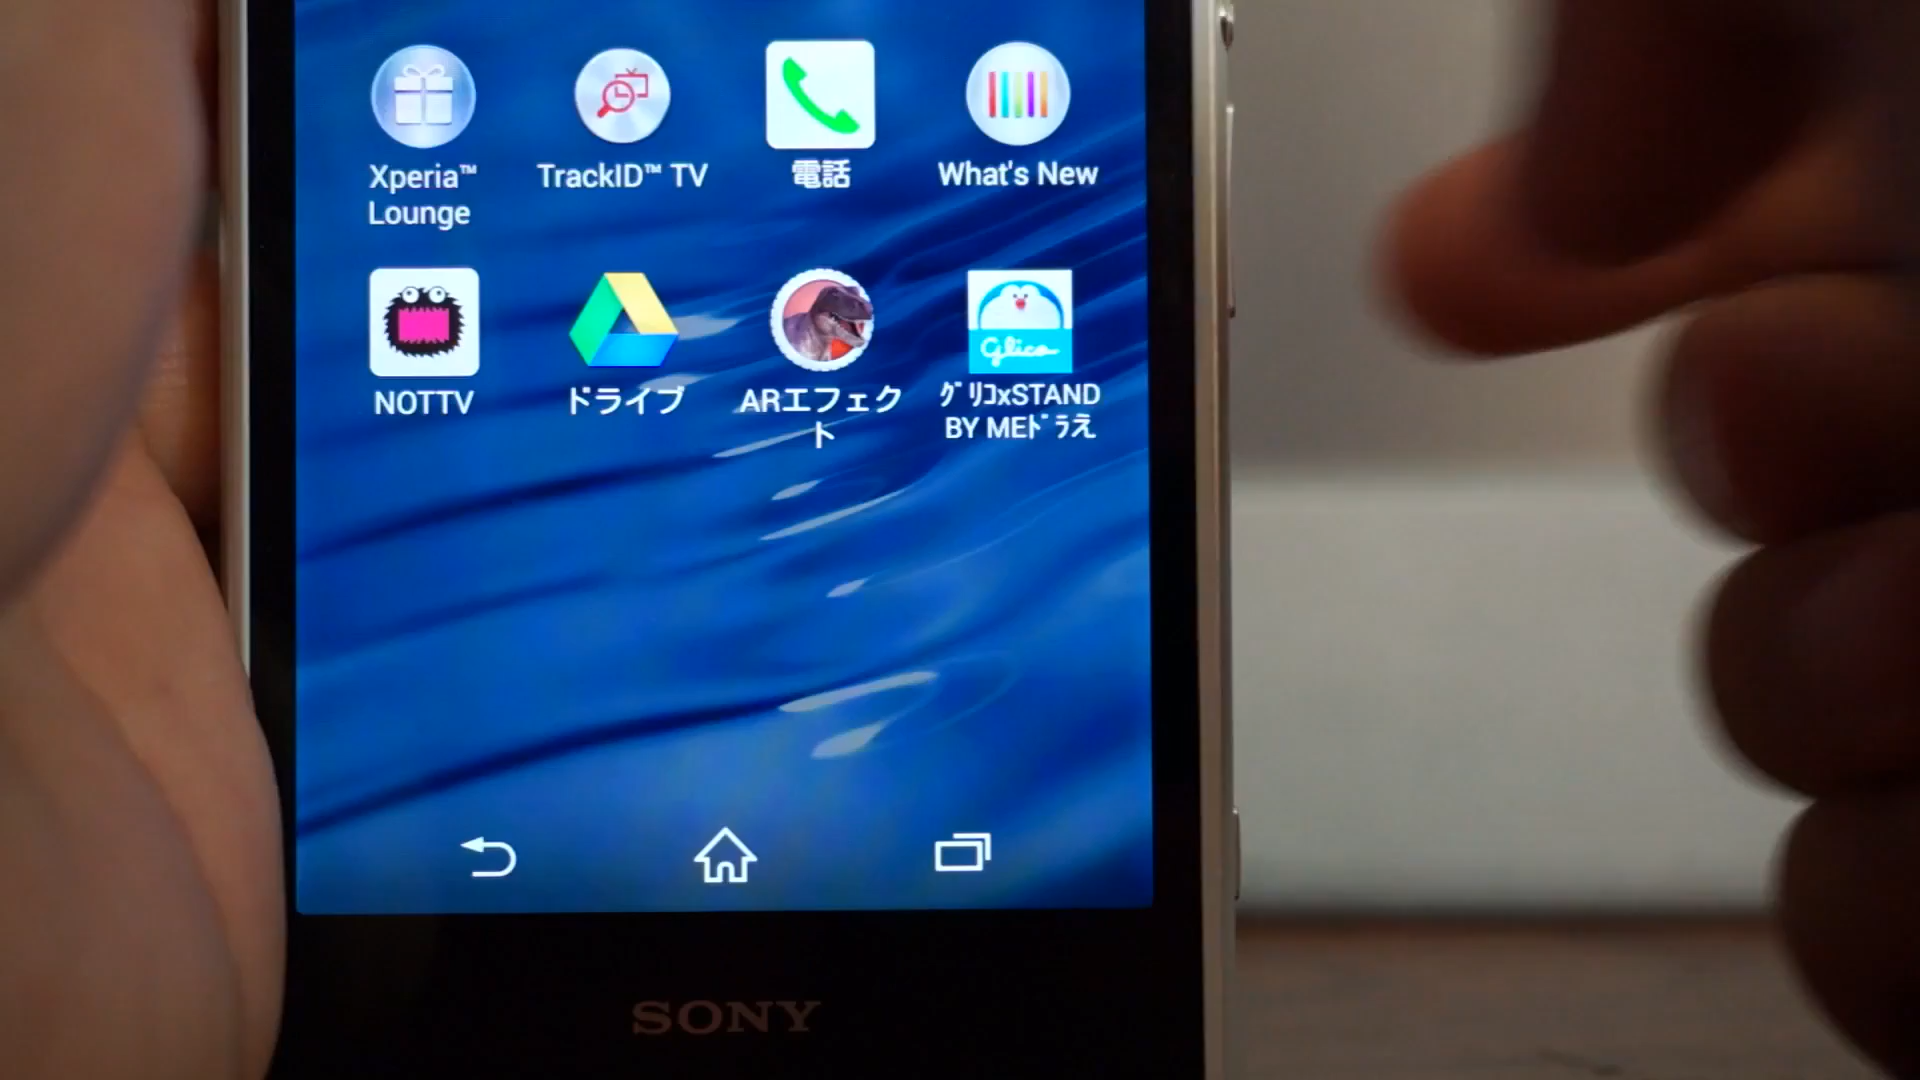 Xperia™
Lounge
TrackID™ TV
電話
What's New
NOTTV
ドライブ
ARエフェク
ト
Glico
ｸﾞﾘｺxSTAND
BY MEﾄﾞﾗえ
SONY